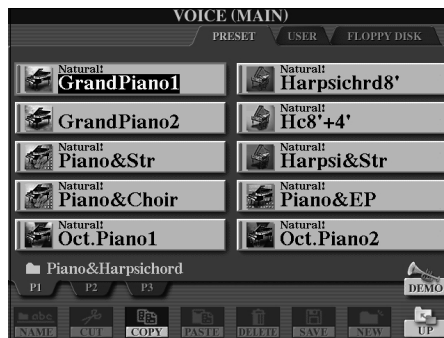 VOICE (MAIN)
PRESET USER FLOPPY DISK
Natural!
GrandPiano1
Natural!
Harpsichrd8'
GrandPiano2
Natural!
Hc8'+4'
Natural!
Piano&Str
Natural!
Harpsi&Str
Natural!
Piano&Choir
Natural!
Piano&EP
Natural!
Oct.Piano1
Natural!
Oct.Piano2
Piano&Harpsichord
P1 P2 P3
DEMO
abc
NAME CUT COPY PASTE DELETE SAVE NEW UP